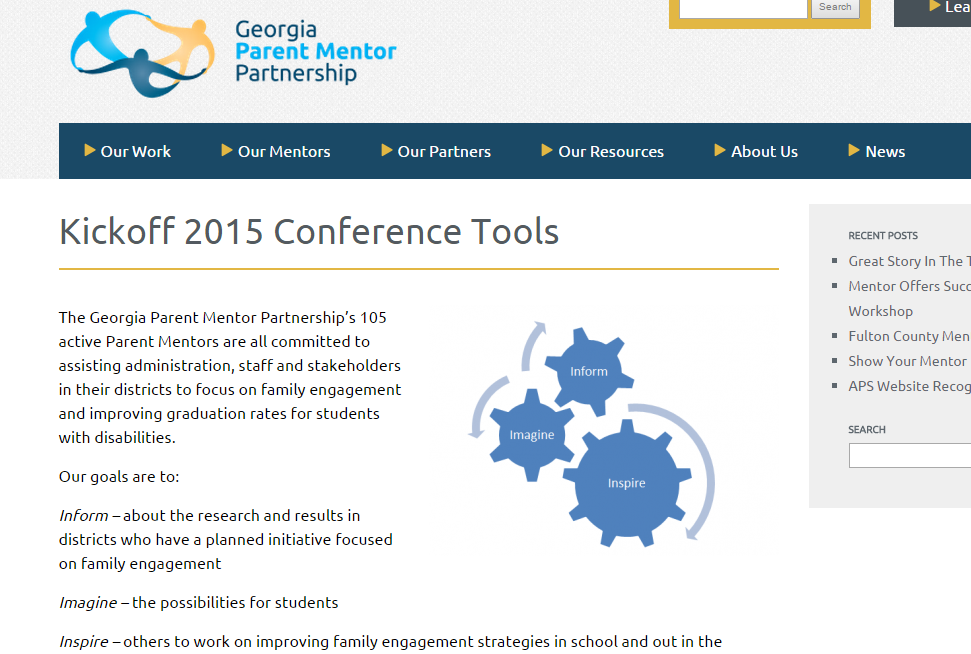 Georgia
Parent Mentor
Partnership
Search
Lea
Our Work Our Mentors Our Partners Our Resources About Us News
Kickoff 2015 Conference Tools
The Georgia Parent Mentor Partnership’s 105
active Parent Mentors are all committed to
assisting administration, staff and stakeholders
in their districts to focus on family engagement
and improving graduation rates for students
with disabilities.
Our goals are to:
Inform – about the research and results in
districts who have a planned initiative focused
on family engagement
Imagine – the possibilities for students
Inspire – others to work on improving family engagement strategies in school and out in the
Inform
Imagine
Inspire
RECENT POSTS
Great Story In The T
Mentor Offers Succ
Workshop
Fulton County Men
Show Your Mentor
APS Website Recog
SEARCH